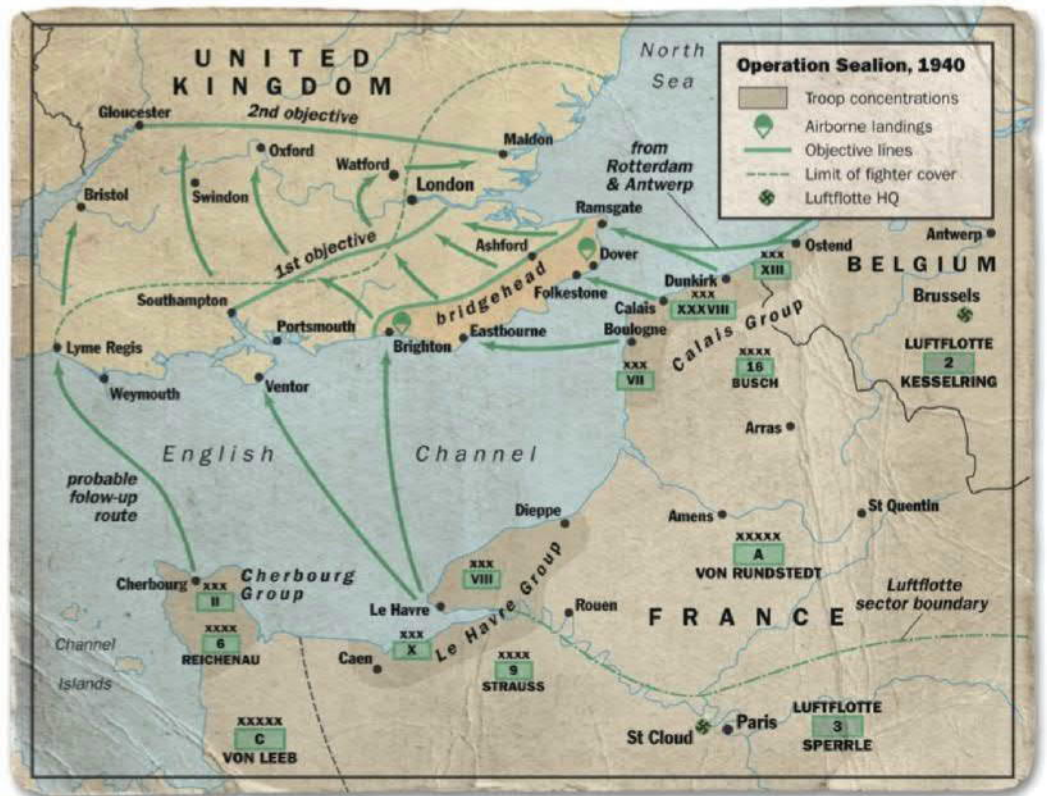 UNITED
KINGDOM
North
Sea
Operation Sealion, 1940
Troop concentrations
Airborne landings
Objective lines
Limit of fighter cover
Luftflotte HQ
Gloucester
2nd objective
Maldon
Oxford
Watford
London
from
Rotterdam
& Antwerp
Bristol
Swindon
Ramsgate
1st objective
Ashford
Dover
Ostend
Antwerp
BELGIUM
xxx
XIII
Dunkirk
Southampton
bridgehead
Folkestone
Calais
xxx
XXXVIII
Brussels
Portsmouth
Eastbourne
Boulogne
Calais Group
Lyme Regis
Brighton
LUFTFLOTTE
2
KESSELRING
xxx
VII
xxxx
16
BUSCH
Weymouth
Ventor
Arras
English Channel
probable
folow-up
route
Dieppe
Amens
St Quentin
xxxxx
A
VON RUNDSTEDT
Cherbourg
xxx
II
Cherbourg
Group
xxx
VIII
Le Havre
Le Havre Group
Rouen
FRANCE
Luftflotte
sector boundary
Channel
Islands
xxxx
6
REICHENAU
Caen
xxx
X
xxxx
9
STRAUSS
xxxxx
C
VON LEEB
St Cloud
Paris
LUFTFLOTTE
3
SPERRLE